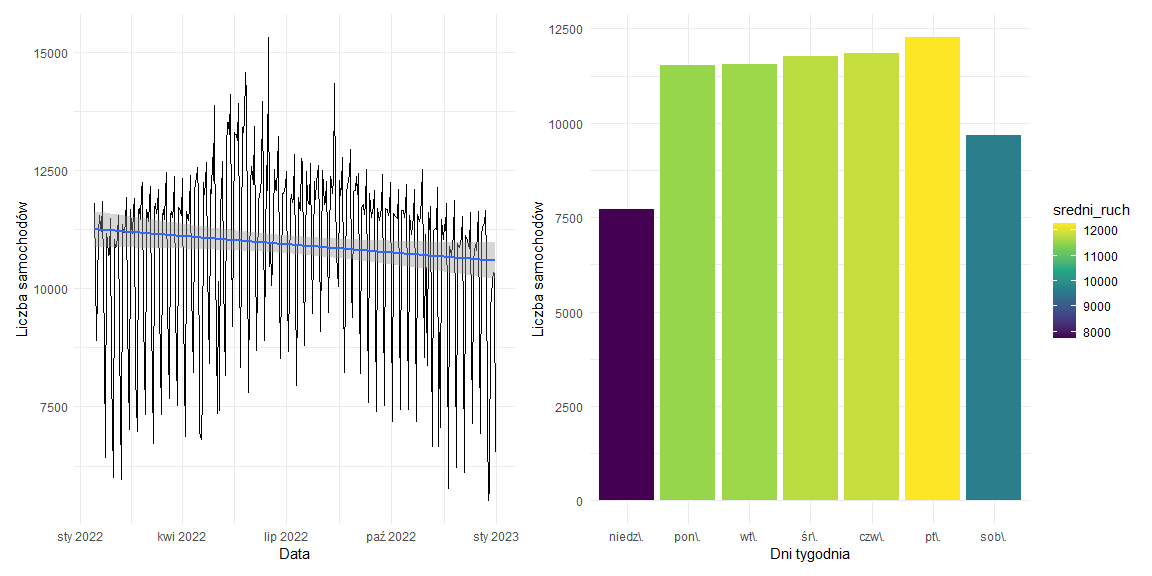 15000
12500
10000
7500
Liczba samochodów
sty 2022
kwi 2022
lip 2022
paź 2022
sty 2023
Data
12500
10000
7500
5000
2500
0
Liczba samochodów
niedz\.
pon\.
wt\.
śr\.
czw\.
pt\.
sob\.
Dni tygodnia
sredni_ruch
12000
11000
10000
9000
8000